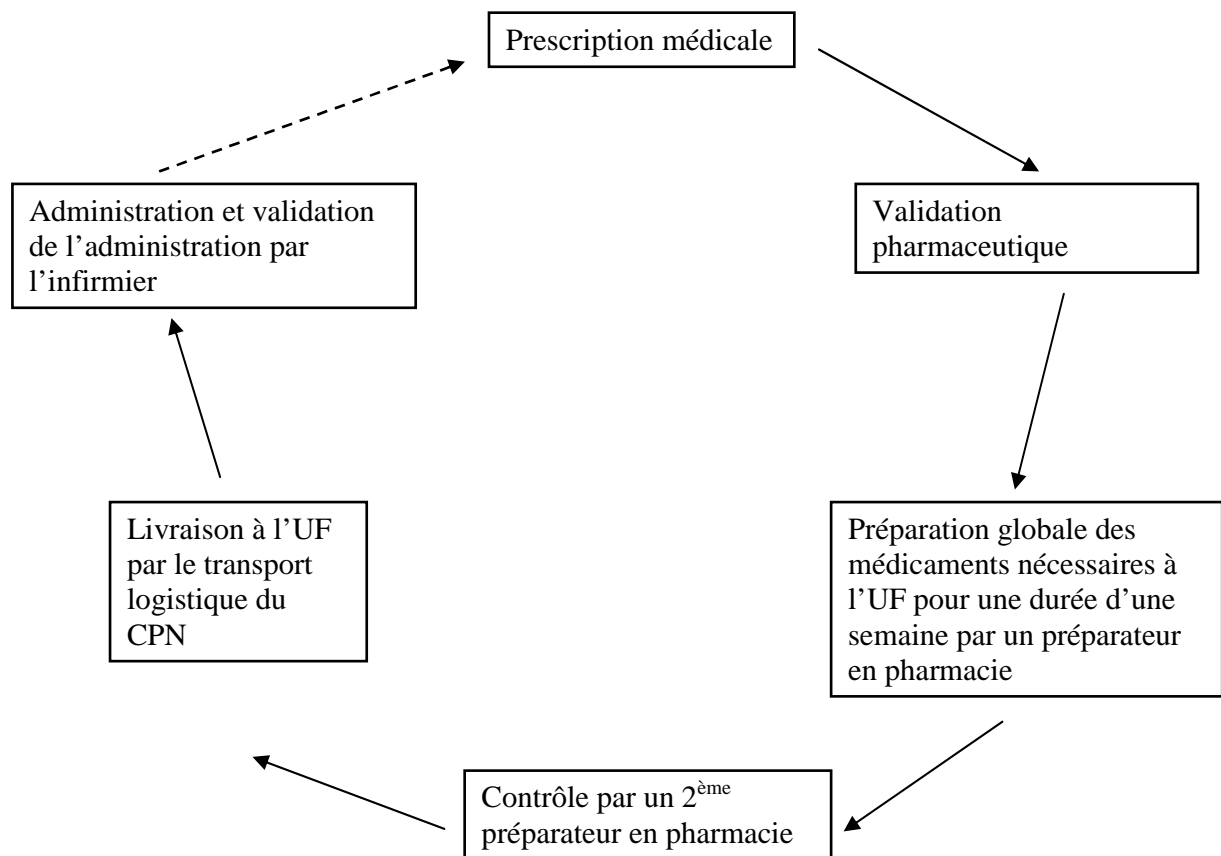 Prescription médicale
Validation
pharmaceutique
Préparation globale des
médicaments nécessaires à
l’UF pour une durée d’une
semaine par un préparateur
en pharmacie
Contrôle par un 2ème
préparateur en pharmacie
Livraison à l’UF
par le transport
logistique du
CPN
Administration et validation
de l’administration par
l’infirmier